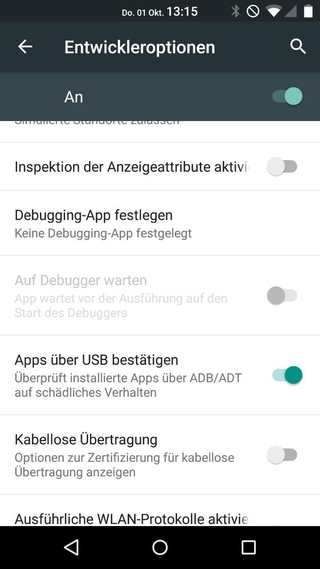 Do. 01 Okt. 13:15
Entwickleroptionen
An
Simulierte Standorte zulassen
Inspektion der Anzeigeattribute aktivi
Debugging-App festlegen
Keine Debugging-App festgelegt
Auf Debugger warten
App wartet vor der Ausführung auf den
Start des Debuggers
Apps über USB bestätigen
Überprüft installierte Apps über ADB/ADT
auf schädliches Verhalten
Kabellose Übertragung
Optionen zur Zertifizierung für kabellose
Übertragung anzeigen
Ausführliche WLAN-Protokolle aktivie